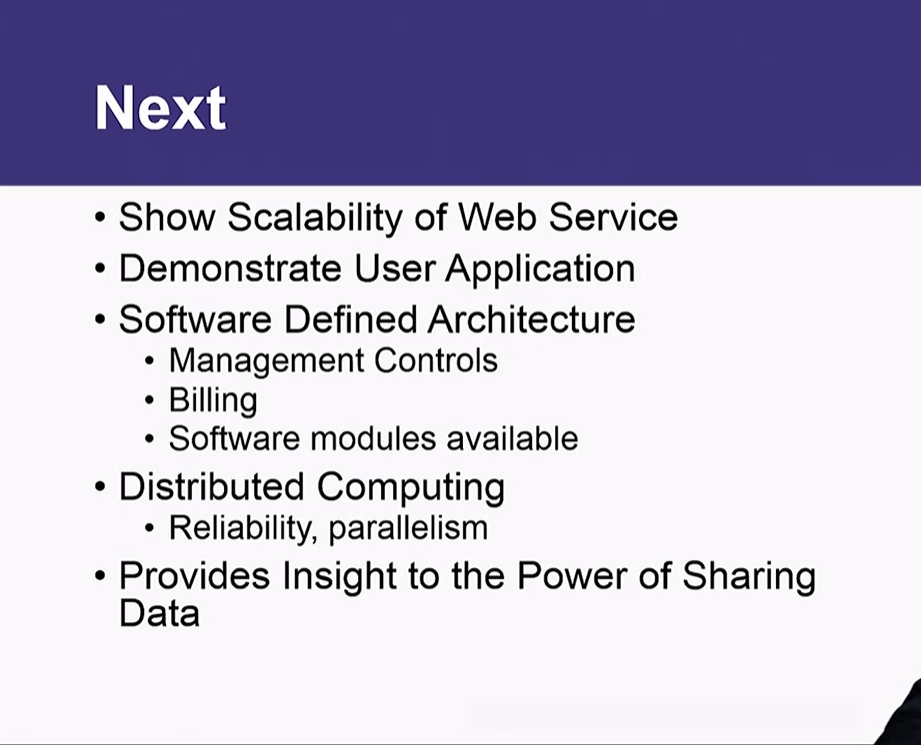 Next
• Show Scalability of Web Service
• Demonstrate User Application
• Software Defined Architecture
• Management Controls
• Billing
• Software modules available
• Distributed Computing
• Reliability, parallelism
• Provides Insight to the Power of Sharing
Data